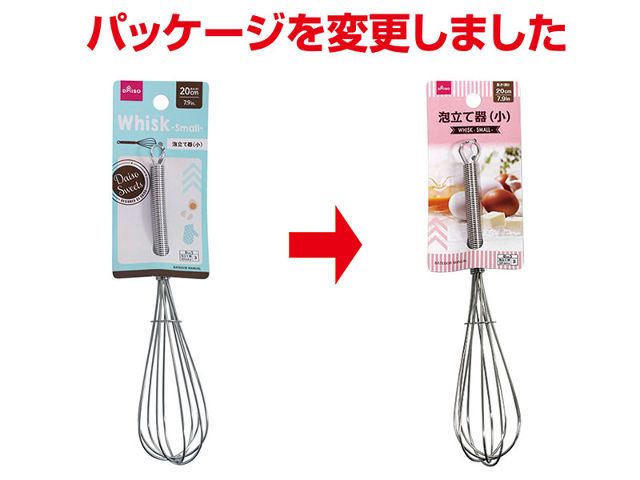 パッケージを変更しました
DAISO
20cm
7.9in.
Whisk
-Small-
泡立て器(小)
Daiso
Sweets
DAISO
20cm
7.9in.
泡立て器(小)
WHISK - SMALL -